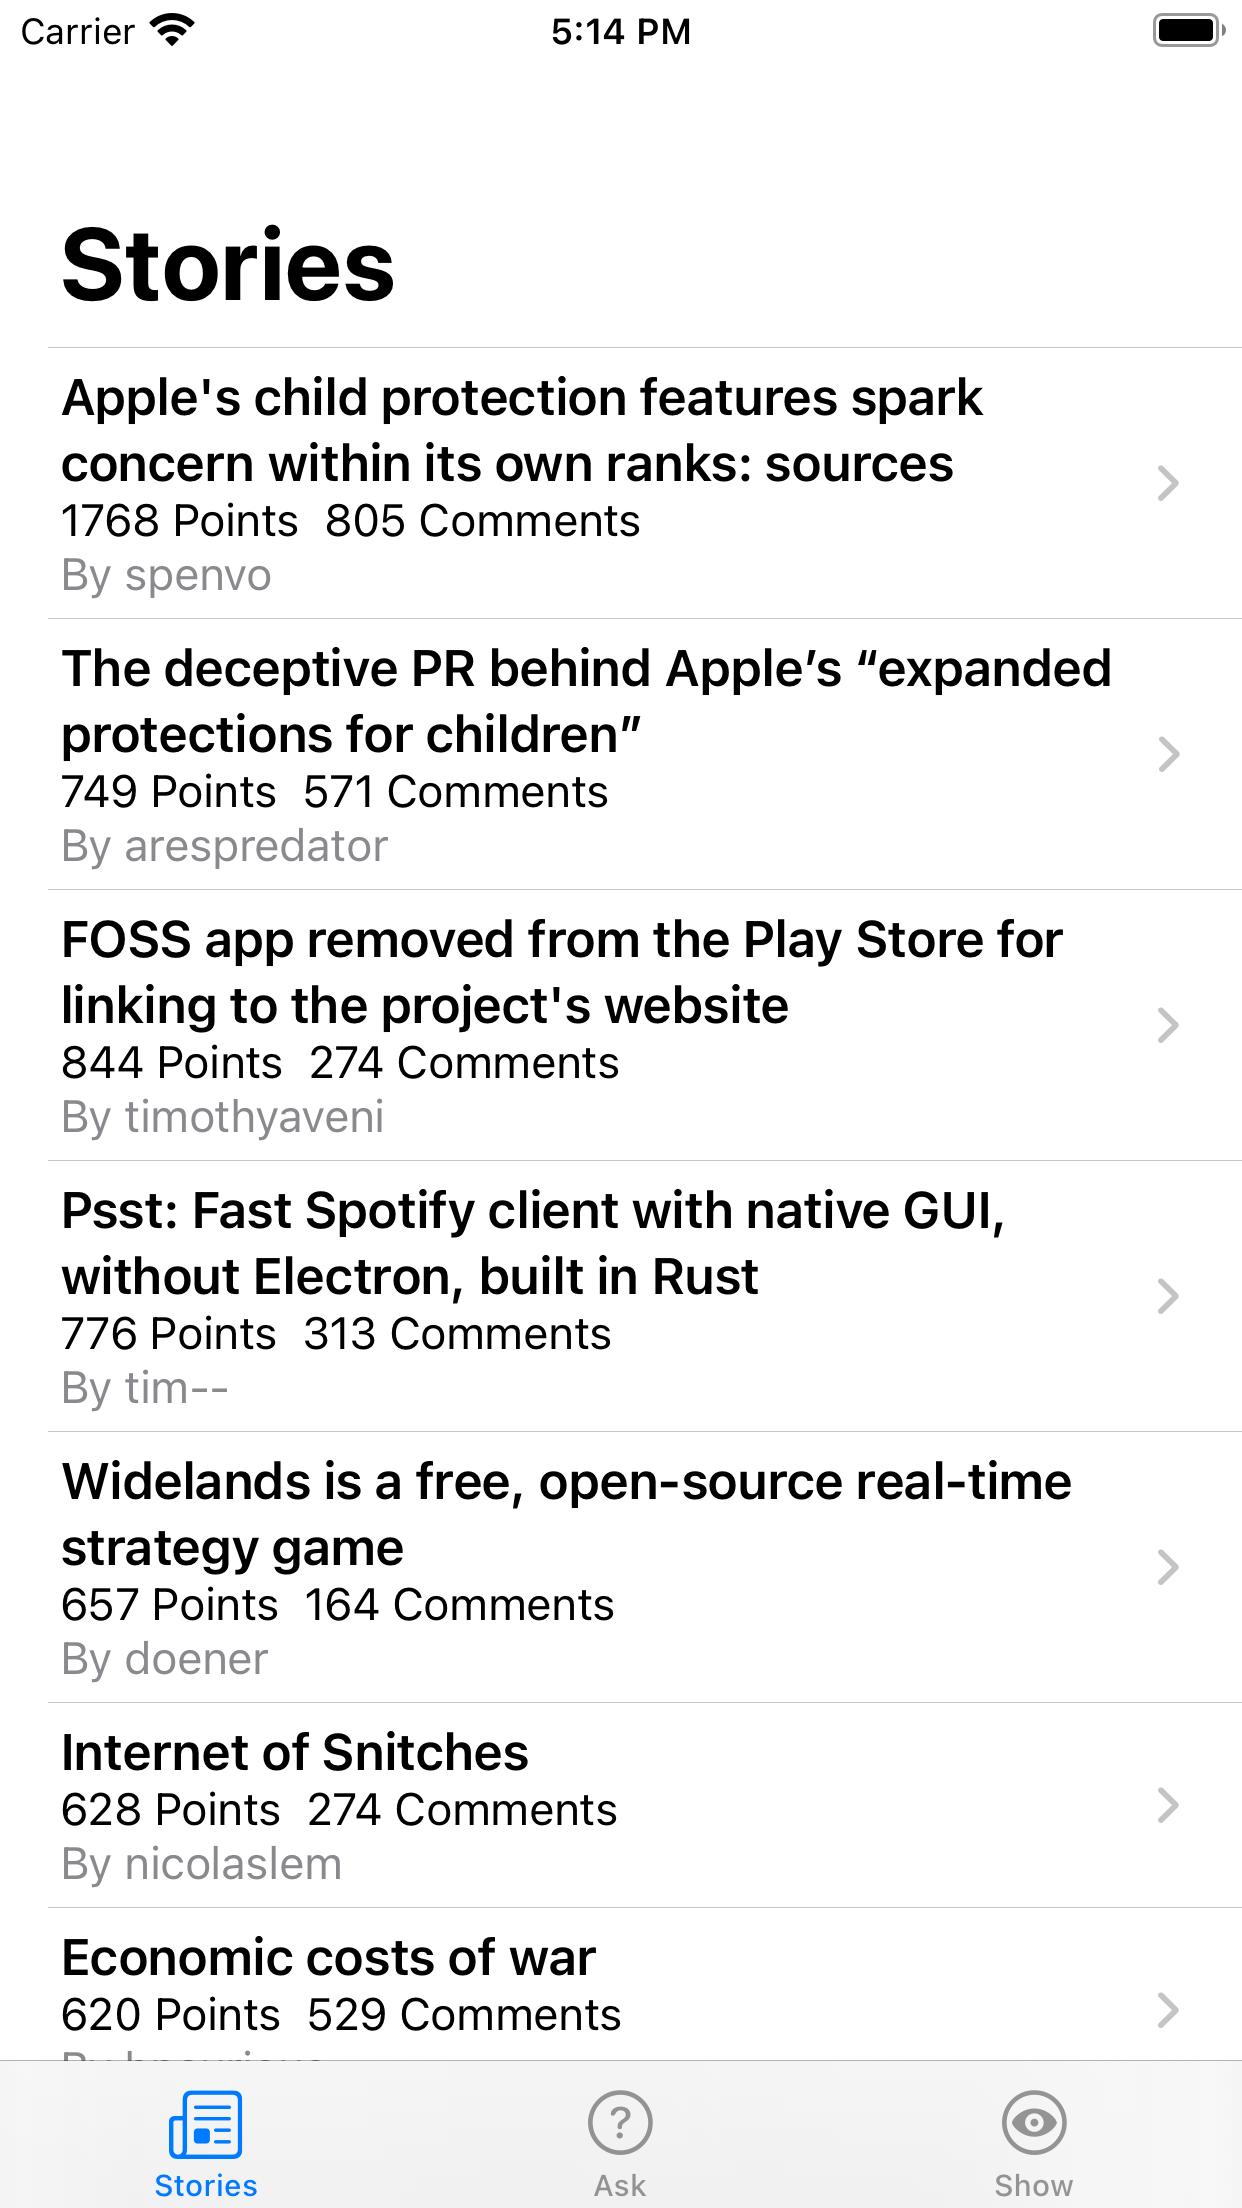 Carrier
5:14 PM
Stories
Apple's child protection features spark
concern within its own ranks: sources
1768 Points 805 Comments
By spenvo
The deceptive PR behind Apple’s “expanded
protections for children”
749 Points 571 Comments
By arespredator
FOSS app removed from the Play Store for
linking to the project's website
844 Points 274 Comments
By timothyaveni
Psst: Fast Spotify client with native GUI,
without Electron, built in Rust
776 Points 313 Comments
By tim--
Widelands is a free, open-source real-time
strategy game
657 Points 164 Comments
By doener
Internet of Snitches
628 Points 274 Comments
By nicolaslem
Economic costs of war
620 Points 529 Comments
By
Stories
Ask
Show